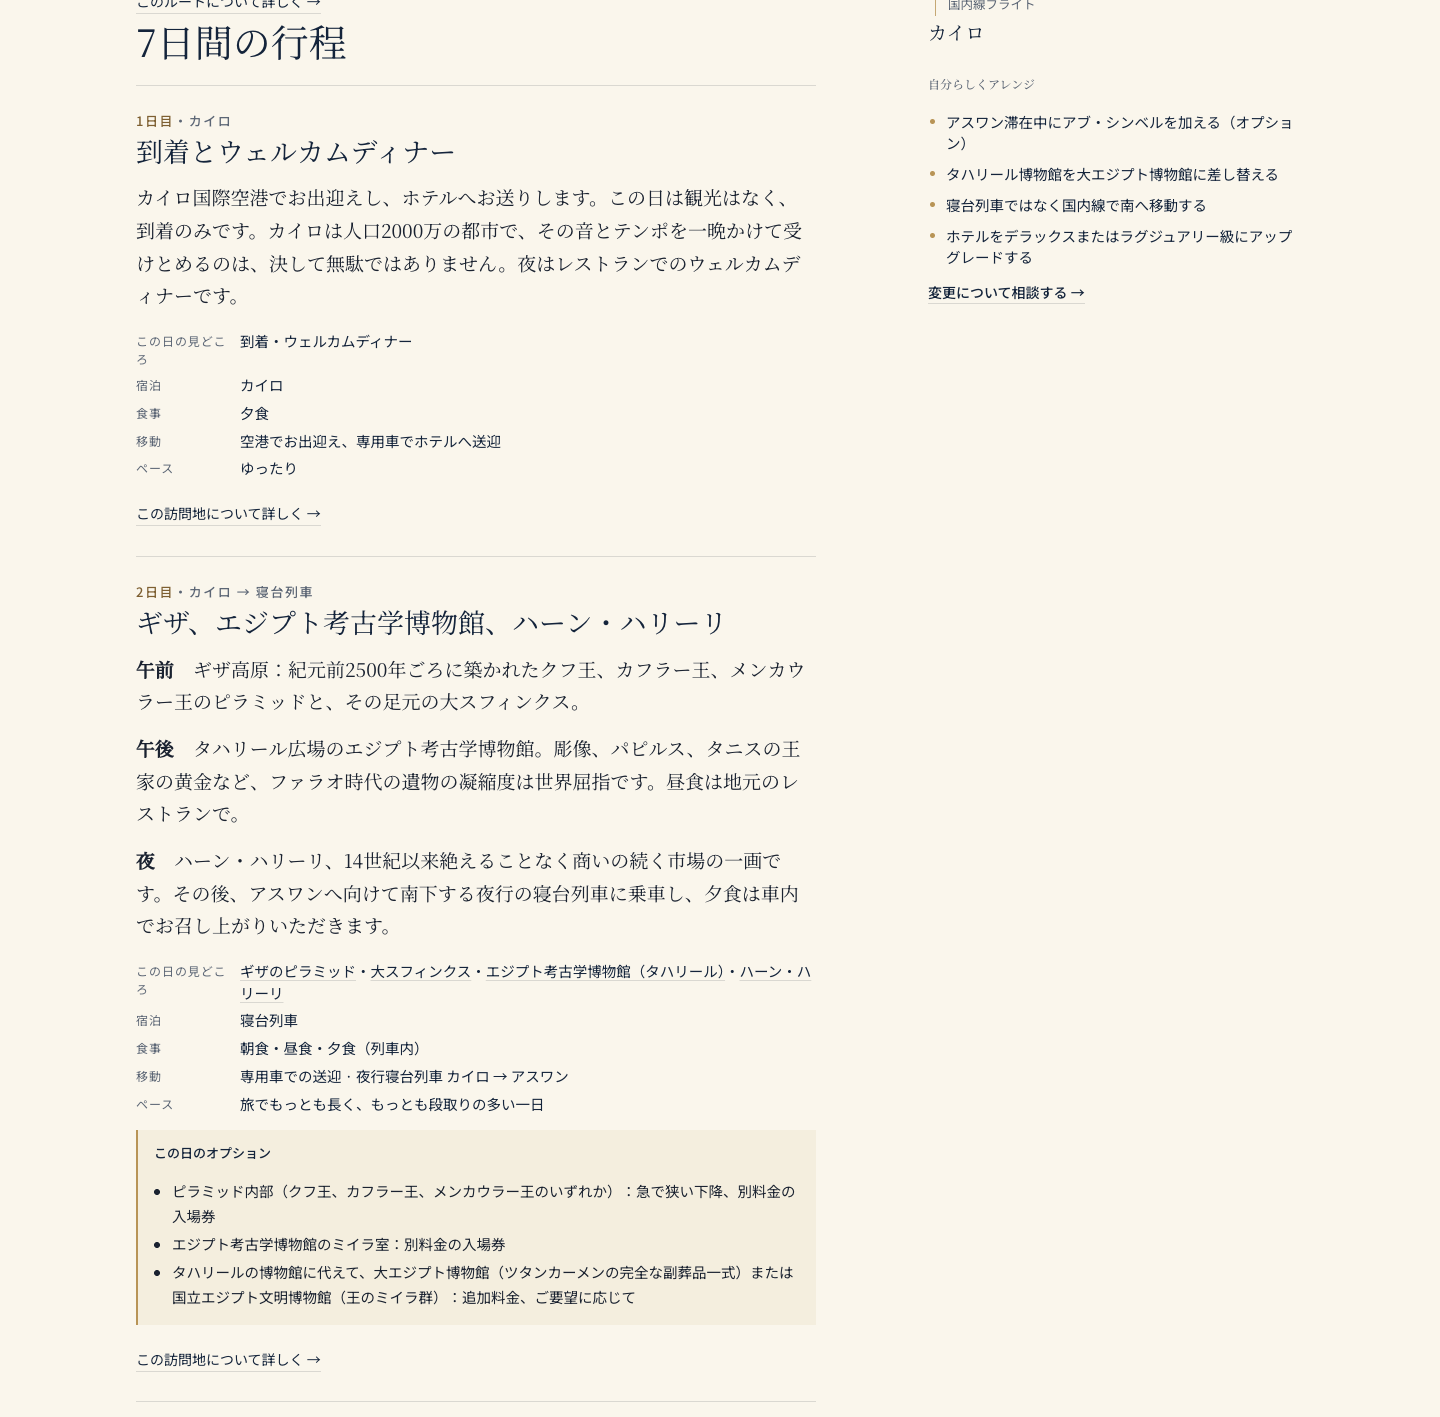 このルートについて詳しく →
7日間の行程
1日目・カイロ
到着とウェルカムディナー
カイロ国際空港でお出迎えし、ホテルへお送りします。この日は観光はなく、
到着のみです。カイロは人口2000万の都市で、その音とテンポを一晩かけて受
けとめるのは、決して無駄ではありません。夜はレストランでのウェルカムデ
ィナーです。
この日の見どこ
ろ
到着・ウェルカムディナー
宿泊
カイロ
食事
夕食
移動
空港でお出迎え、専用車でホテルへ送迎
ペース
ゆったり
この訪問地について詳しく →
2日目・カイロ → 寝台列車
ギザ、エジプト考古学博物館、ハーン・ハリーリ
午前　ギザ高原：紀元前2500年ごろに築かれたクフ王、カフラー王、メンカウ
ラー王のピラミッドと、その足元の大スフィンクス。
午後　タハリール広場のエジプト考古学博物館。彫像、パピルス、タニスの王
家の黄金など、ファラオ時代の遺物の凝縮度は世界屈指です。昼食は地元のレ
ストランで。
夜　ハーン・ハリーリ、14世紀以来絶えることなく商いの続く市場の一画で
す。その後、アスワンへ向けて南下する夜行の寝台列車に乗車し、夕食は車内
でお召し上がりいただきます。
この日の見どこ
ろ
ギザのピラミッド・大スフィンクス・エジプト考古学博物館（タハリール）・ハーン・ハ
リーリ
宿泊
寝台列車
食事
朝食・昼食・夕食（列車内）
移動
専用車での送迎 · 夜行寝台列車 カイロ → アスワン
ペース
旅でもっとも長く、もっとも段取りの多い一日
この日のオプション
ピラミッド内部（クフ王、カフラー王、メンカウラー王のいずれか）：急で狭い下降、別料金の
入場券
エジプト考古学博物館のミイラ室：別料金の入場券
タハリールの博物館に代えて、大エジプト博物館（ツタンカーメンの完全な副葬品一式）または
国立エジプト文明博物館（王のミイラ群）：追加料金、ご要望に応じて
この訪問地について詳しく →
国内線フライト
カイロ
自分らしくアレンジ
アスワン滞在中にアブ・シンベルを加える（オプショ
ン）
タハリール博物館を大エジプト博物館に差し替える
寝台列車ではなく国内線で南へ移動する
ホテルをデラックスまたはラグジュアリー級にアップ
グレードする
変更について相談する →